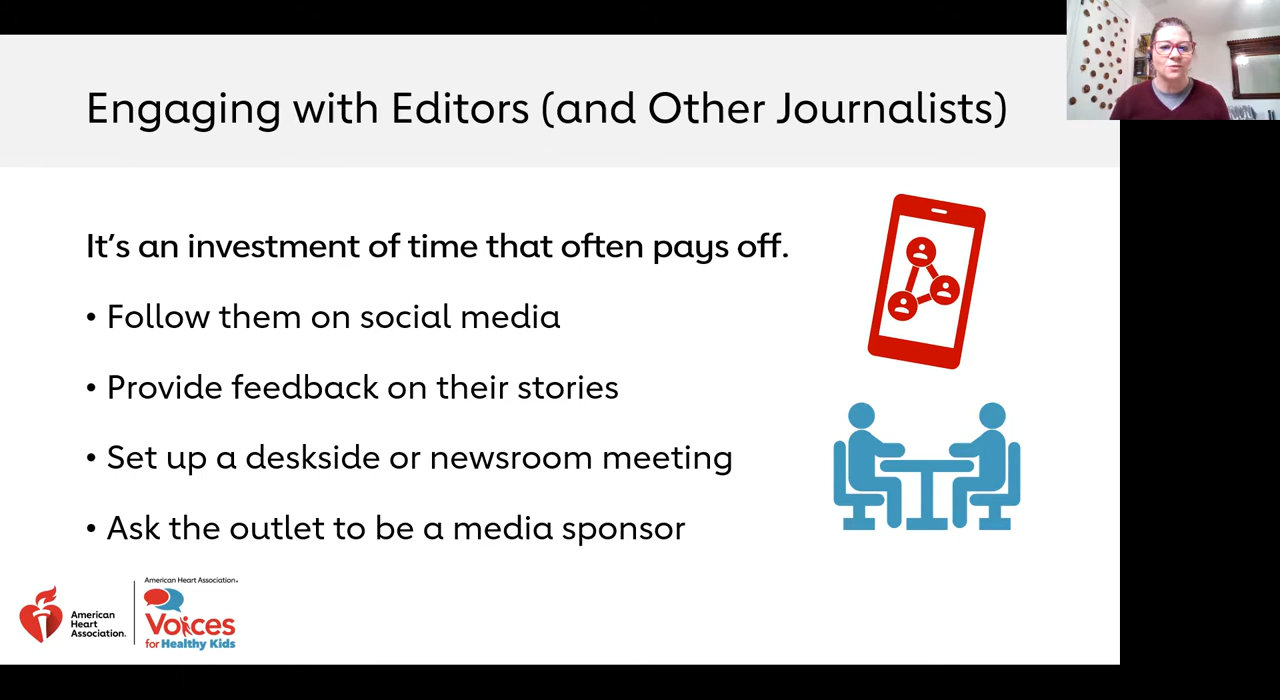 Engaging with Editors (and Other Journalists)
It's an investment of time that often pays off.
• Follow them on social media
• Provide feedback on their stories
• Set up a deskside or newsroom meeting
• Ask the outlet to be a media sponsor
American
Heart
Association.
American Heart Association.
Voices
for Healthy Kids